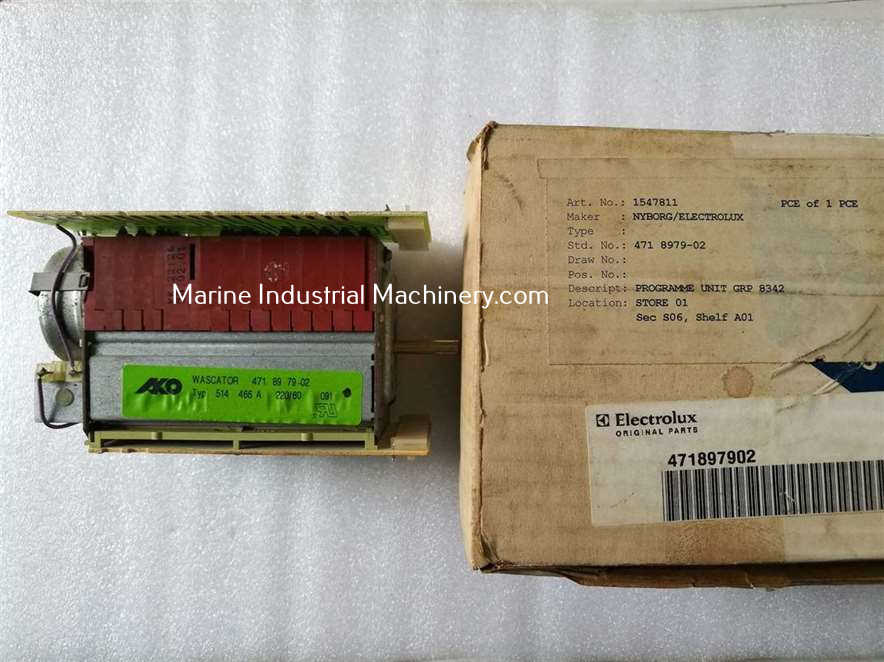 Art. No.: 1547811 PCE of 1 PCE
Maker : NYBORG/ELECTROLUX
Type :
Std. No.: 471 8979-02
Draw No.:
Pos. No.:
Descript: PROGRAMME UNIT GRP 8342
Location: STORE 01
Sec S06, Shelf A01
Marine Industrial Machinery.com
AKO WASCATOR 471 89 79-02
Typ 514 466 A 220/60 091
Electrolux
ORIGINAL PARTS
471897902